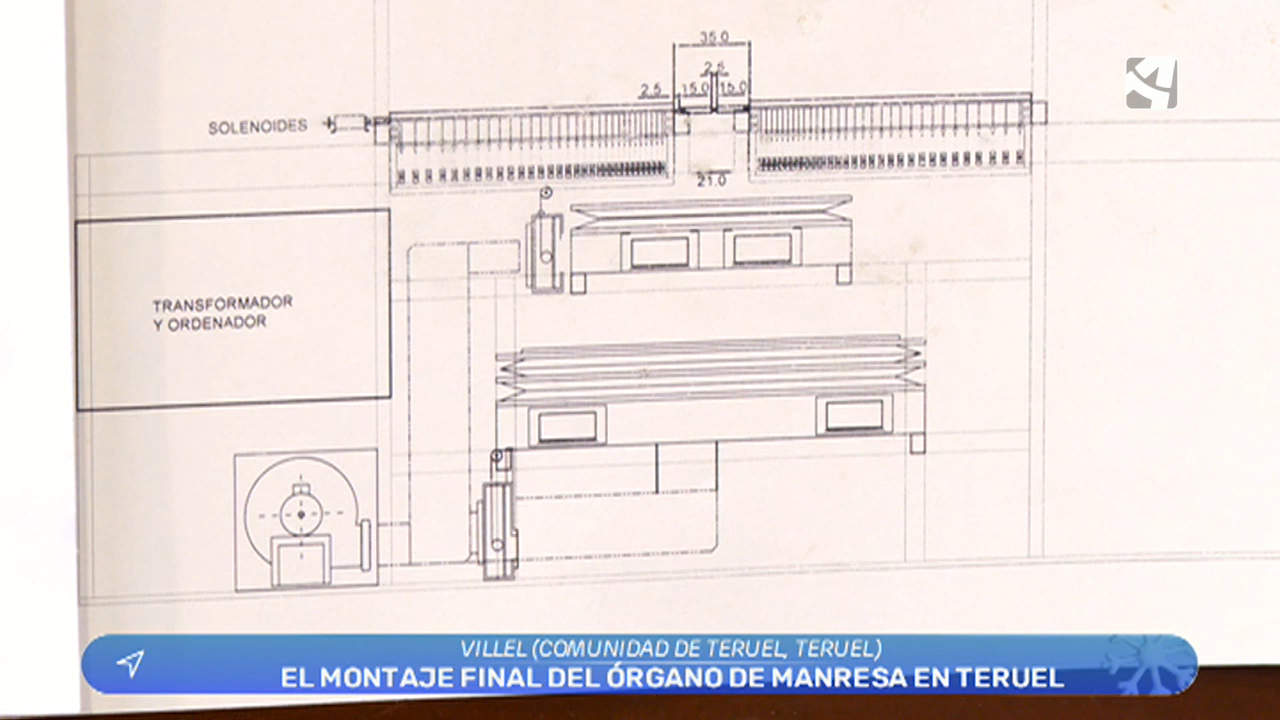 35.0
2.5
2.5
15.0
15.0
SOLENOIDES
21.0
TRANSFORMADOR
Y ORDENADOR
VILLEL (COMUNIDAD DE TERUEL, TERUEL)
EL MONTAJE FINAL DEL ÓRGANO DE MANRESA EN TERUEL